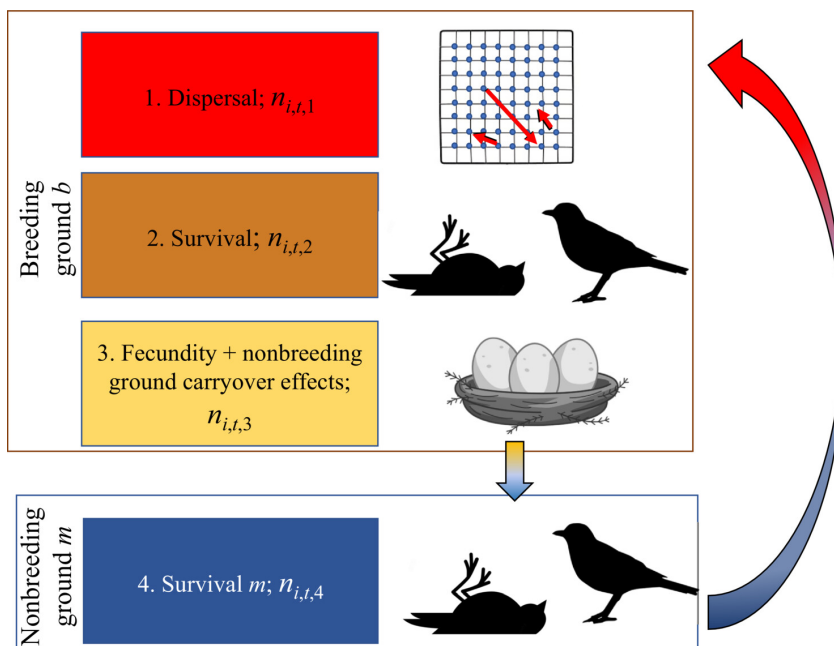 Breeding
ground b
1. Dispersal; n_{i,t,1}
2. Survival; n_{i,t,2}
3. Fecundity + nonbreeding
ground carryover effects;
n_{i,t,3}
Nonbreeding
ground m
4. Survival m; n_{i,t,4}